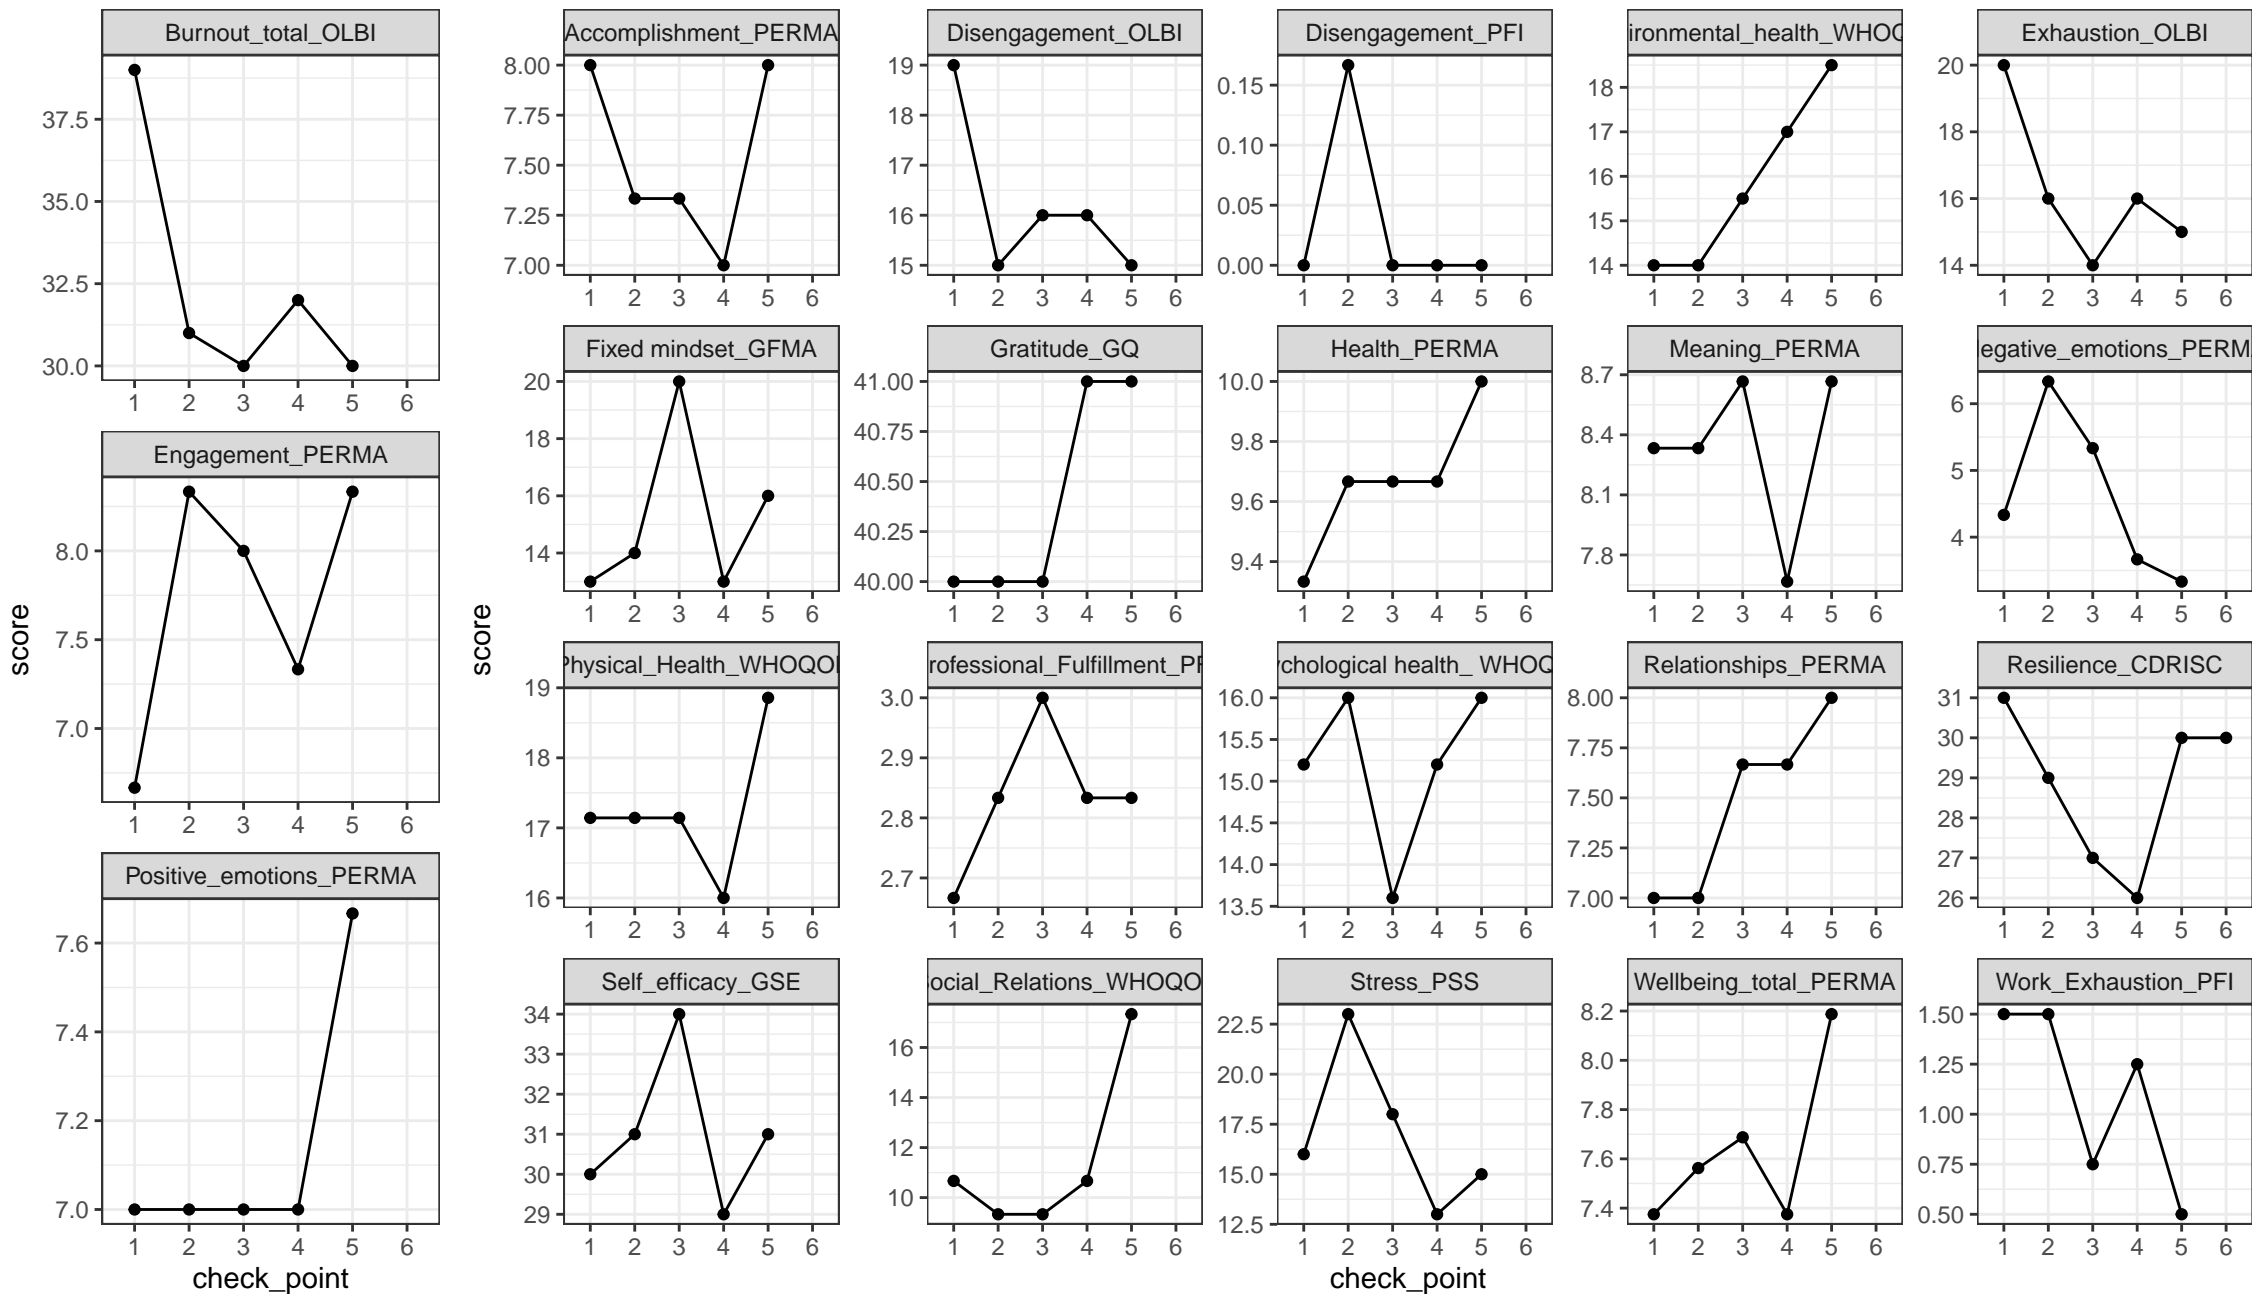 Burnout_total_OLBI
37.5
35.0
32.5
30.0
1 2 3 4 5 6
Engagement_PERMA
8.0
7.5
7.0
1 2 3 4 5 6
Positive_emotions_PERMA
7.6
7.4
7.2
7.0
1 2 3 4 5 6
score
check_point
Accomplishment_PERMA
8.00
7.75
7.50
7.25
7.00
1 2 3 4 5 6
Disengagement_OLBI
19
18
17
16
15
1 2 3 4 5 6
Disengagement_PFI
0.15
0.10
0.05
0.00
1 2 3 4 5 6
ironmental_health_WHOQ
18
17
16
15
14
1 2 3 4 5 6
Exhaustion_OLBI
20
18
16
14
1 2 3 4 5 6
Fixed mindset_GFMA
20
18
16
14
1 2 3 4 5 6
Gratitude_GQ
41.00
40.75
40.50
40.25
40.00
1 2 3 4 5 6
Health_PERMA
10.0
9.8
9.6
9.4
1 2 3 4 5 6
Meaning_PERMA
8.7
8.4
8.1
7.8
1 2 3 4 5 6
egative_emotions_PERMA
6
5
4
1 2 3 4 5 6
Physical_Health_WHOQOL
19
18
17
16
1 2 3 4 5 6
rofessional_Fulfillment_PF
3.0
2.9
2.8
2.7
1 2 3 4 5 6
ychological health_ WHOQ
16.0
15.5
15.0
14.5
14.0
13.5
1 2 3 4 5 6
Relationships_PERMA
8.00
7.75
7.50
7.25
7.00
1 2 3 4 5 6
Resilience_CDRISC
31
30
29
28
27
26
1 2 3 4 5 6
Self_efficacy_GSE
34
33
32
31
30
29
1 2 3 4 5 6
ocial_Relations_WHOQO
16
14
12
10
1 2 3 4 5 6
Stress_PSS
22.5
20.0
17.5
15.0
12.5
1 2 3 4 5 6
Wellbeing_total_PERMA
8.2
8.0
7.8
7.6
7.4
1 2 3 4 5 6
Work_Exhaustion_PFI
1.50
1.25
1.00
0.75
0.50
1 2 3 4 5 6
score
check_point